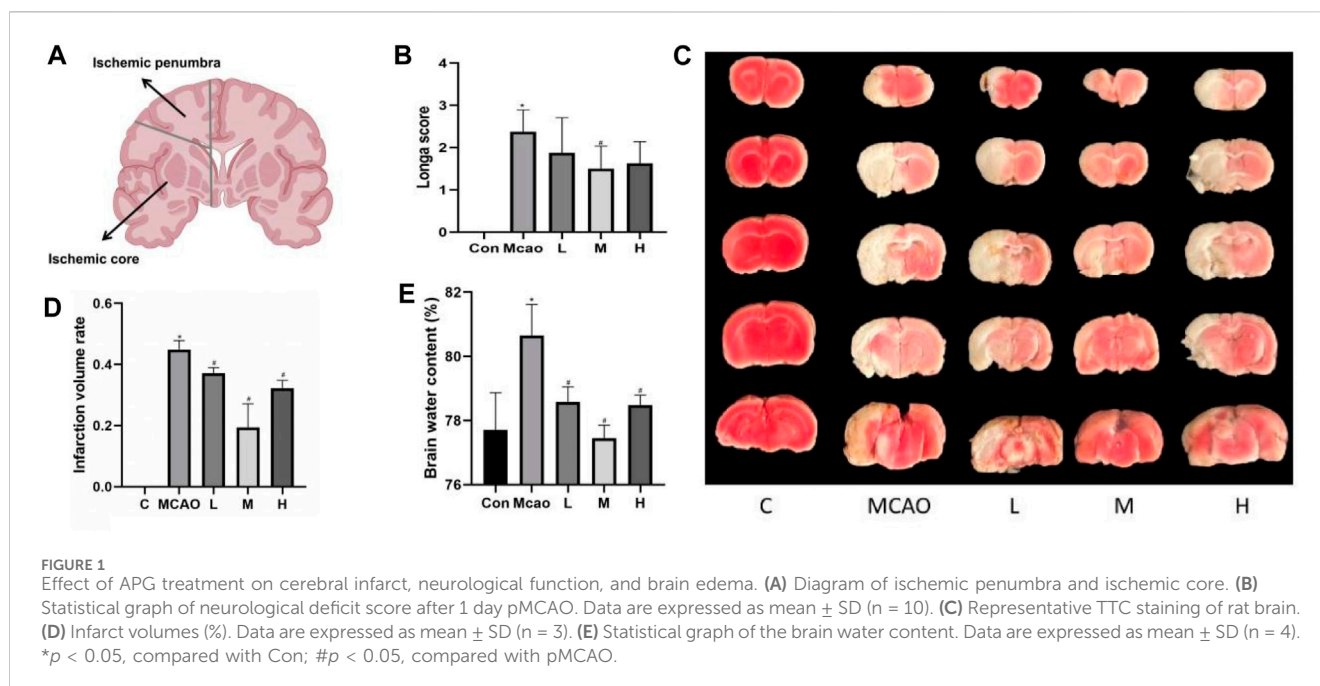 A
Ischemic penumbra
Ischemic core
B
Longa score
4
3
2
1
0
*
#
Con Mcao L M H
C
C MCAO L M H
D
Infarction volume rate
0.6
0.4
0.2
0.0
*
#
#
#
C MCAO L M H
E
Brain water content (%)
82
80
78
76
*
#
#
#
Con Mcao L M H
FIGURE 1
Effect of APG treatment on cerebral infarct, neurological function, and brain edema. (A) Diagram of ischemic penumbra and ischemic core. (B)
Statistical graph of neurological deficit score after 1 day pMCAO. Data are expressed as mean ± SD (n = 10). (C) Representative TTC staining of rat brain.
(D) Infarct volumes (%). Data are expressed as mean ± SD (n = 3). (E) Statistical graph of the brain water content. Data are expressed as mean ± SD (n = 4).
*p < 0.05, compared with Con; #p < 0.05, compared with pMCAO.